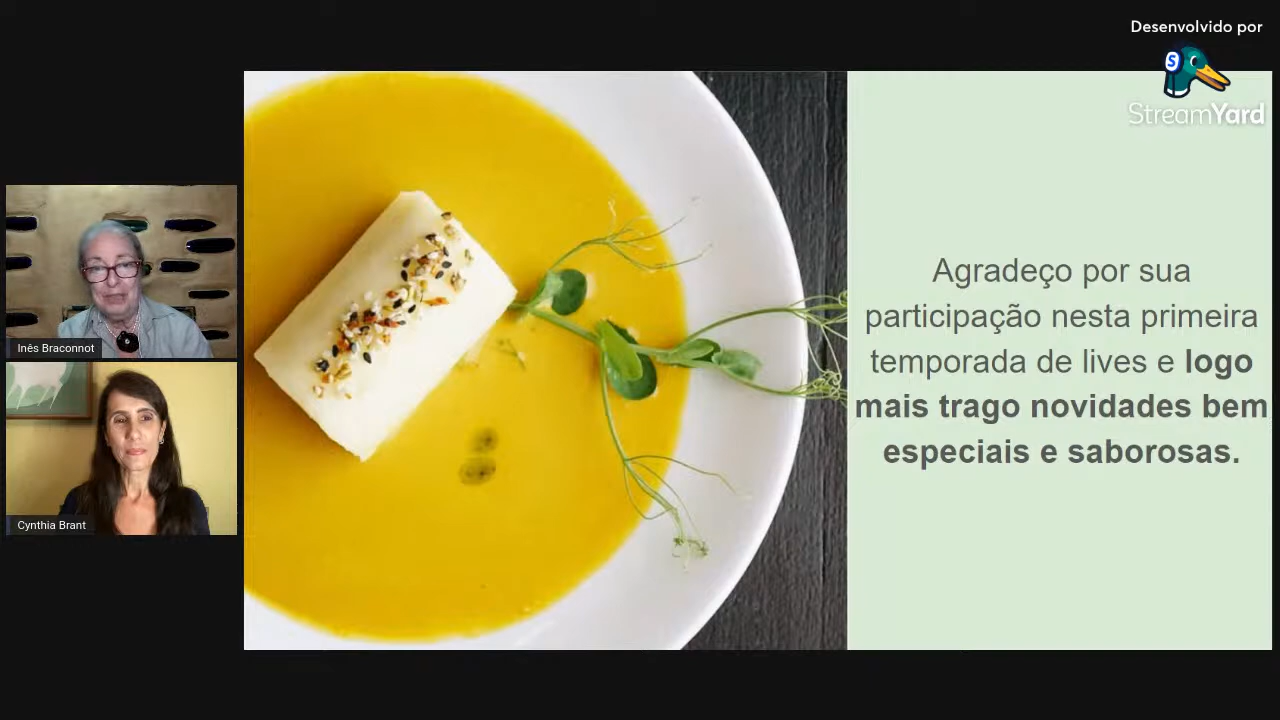 Desenvolvido por
StreamYard
Inês Braconnot
Cynthia Brant
Agradeço por sua
participação nesta primeira
temporada de lives e logo
mais trago novidades bem
especiais e saborosas.